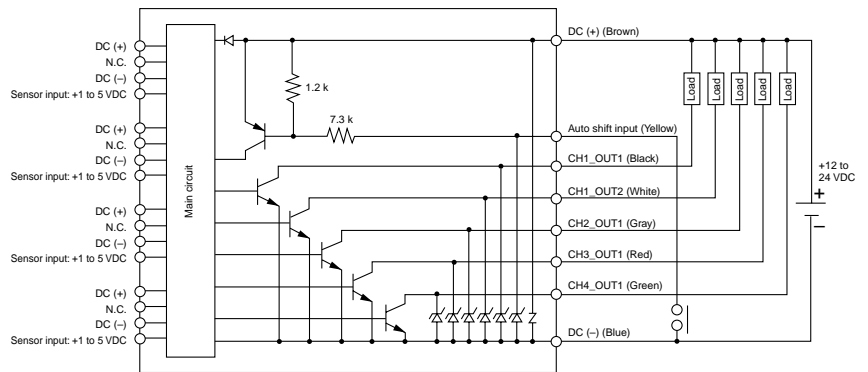 DC (+)
N.C.
DC (–)
Sensor input: +1 to 5 VDC
DC (+)
N.C.
DC (–)
Sensor input: +1 to 5 VDC
DC (+)
N.C.
DC (–)
Sensor input: +1 to 5 VDC
DC (+)
N.C.
DC (–)
Sensor input: +1 to 5 VDC
Main circuit
1.2 k
7.3 k
DC (+) (Brown)
Auto shift input (Yellow)
CH1_OUT1 (Black)
CH1_OUT2 (White)
CH2_OUT1 (Gray)
CH3_OUT1 (Red)
CH4_OUT1 (Green)
DC (–) (Blue)
Load
Load
Load
Load
Load
+12 to
24 VDC
+
–